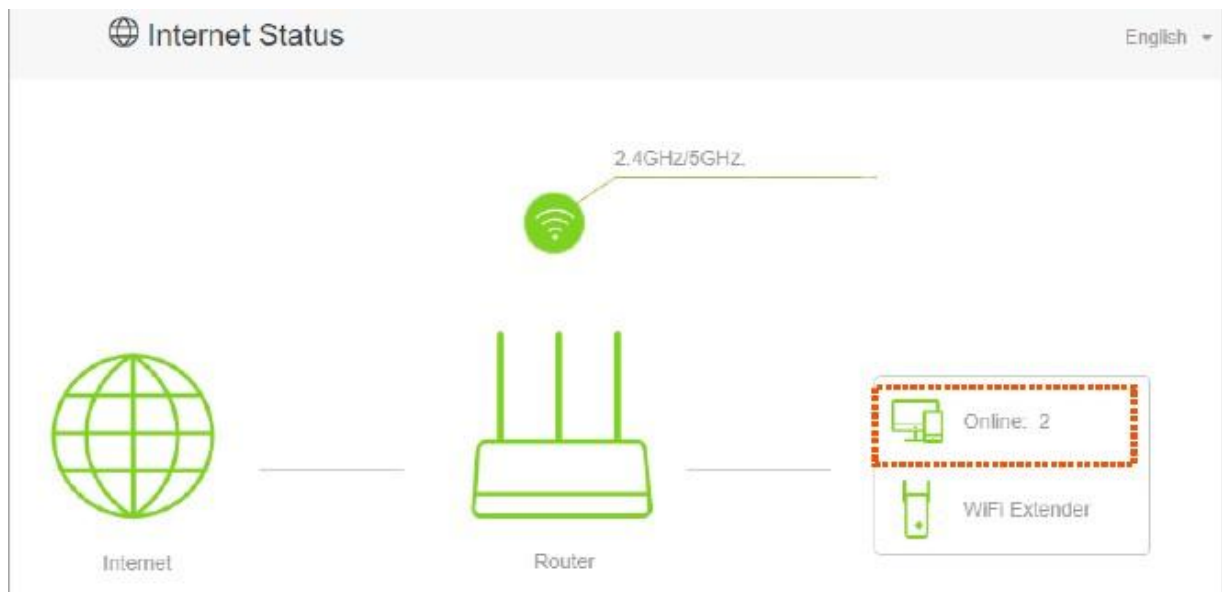 Internet Status
English
2.4GHz/5GHz.
Online: 2
WiFi Extender
Internet
Router